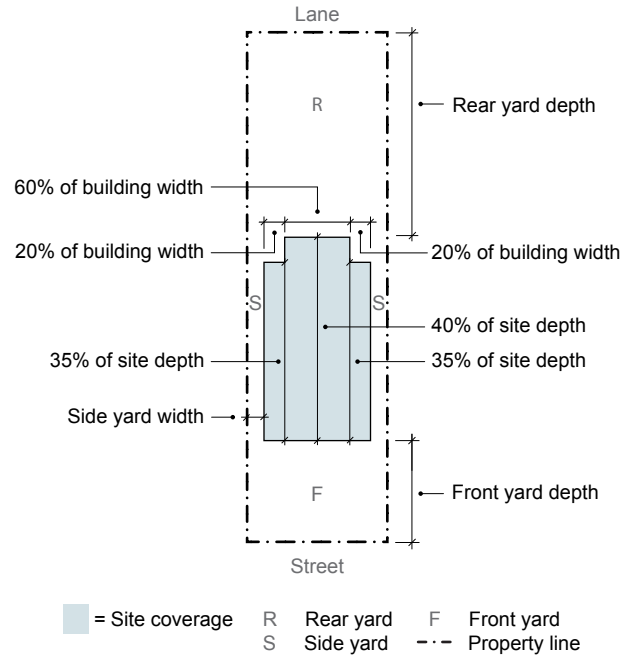 Lane
R
Rear yard depth
60% of building width
20% of building width
20% of building width
S
S
40% of site depth
35% of site depth
35% of site depth
Side yard width
F
Front yard depth
Street
= Site coverage R Rear yard F Front yard
S Side yard Property line